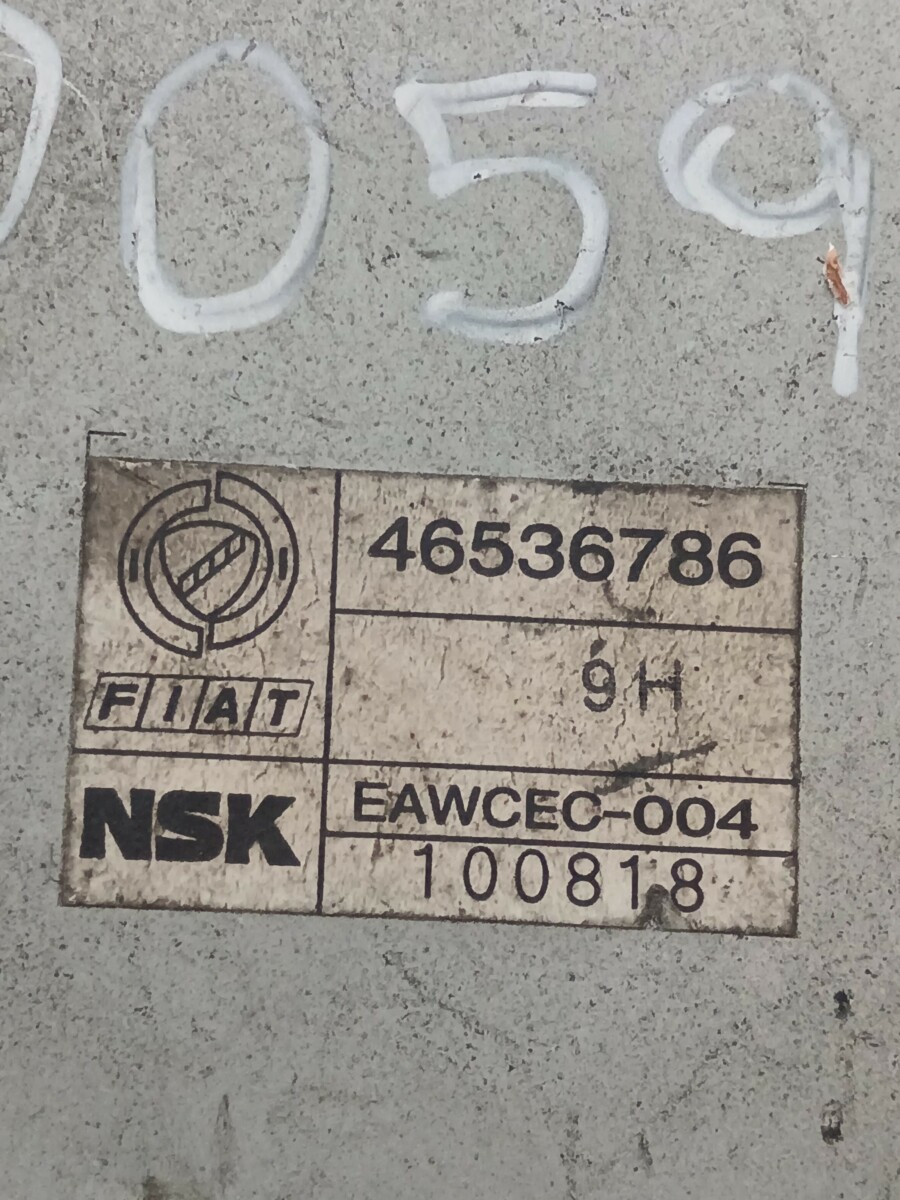 059
46536786
9H
FIAT
NSK
EAWCEC-004
100818